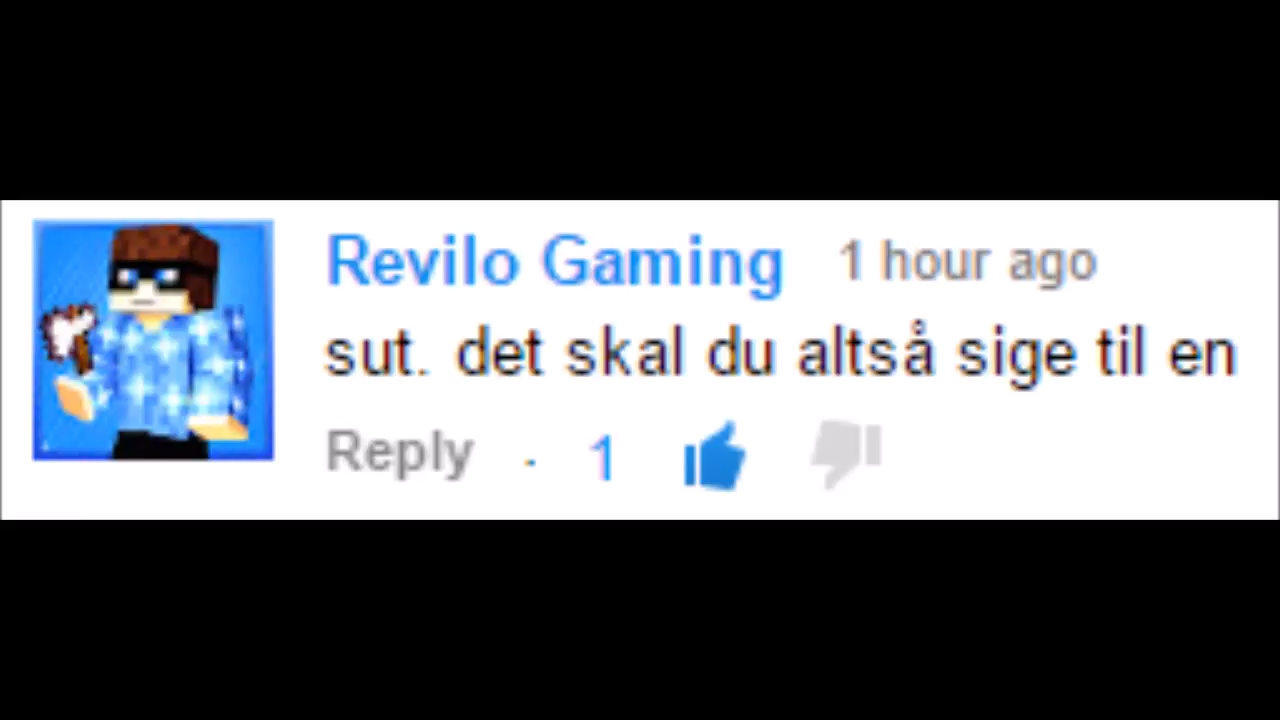 Revilo Gaming 1 hour ago
sut. det skal du altså sige til en
Reply · 1